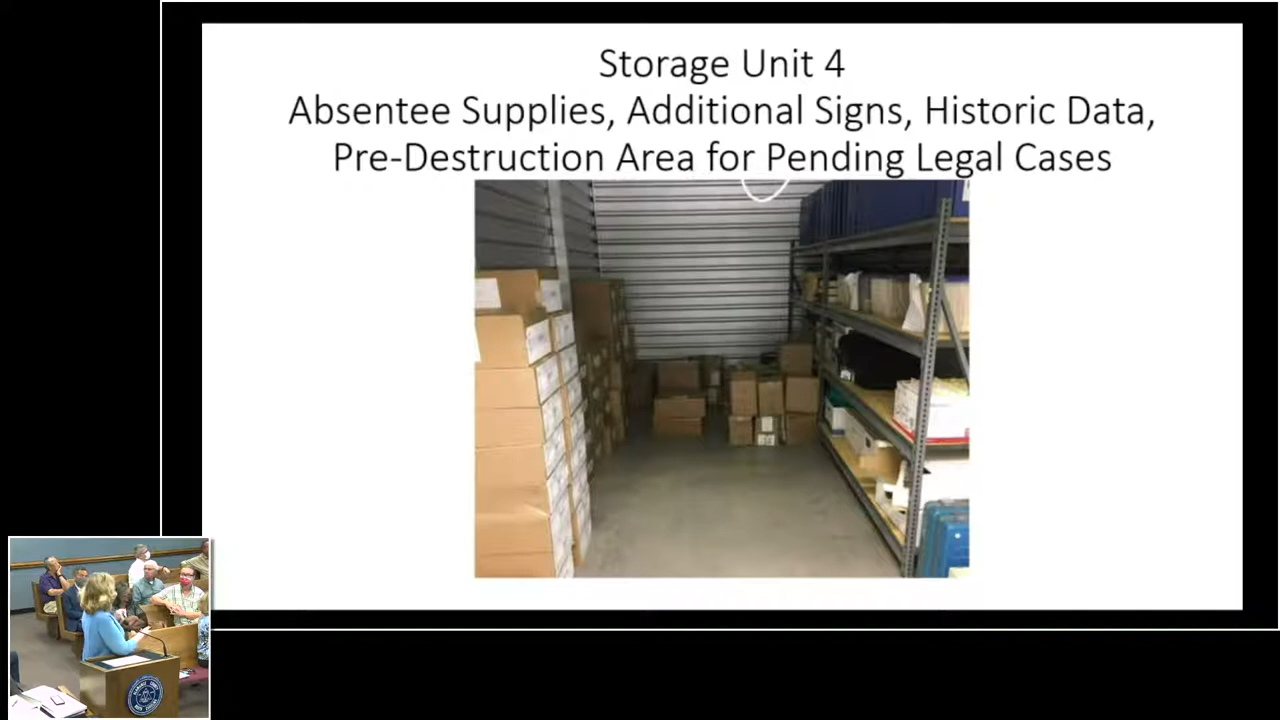 Storage Unit 4
Absentee Supplies, Additional Signs, Historic Data,
Pre-Destruction Area for Pending Legal Cases